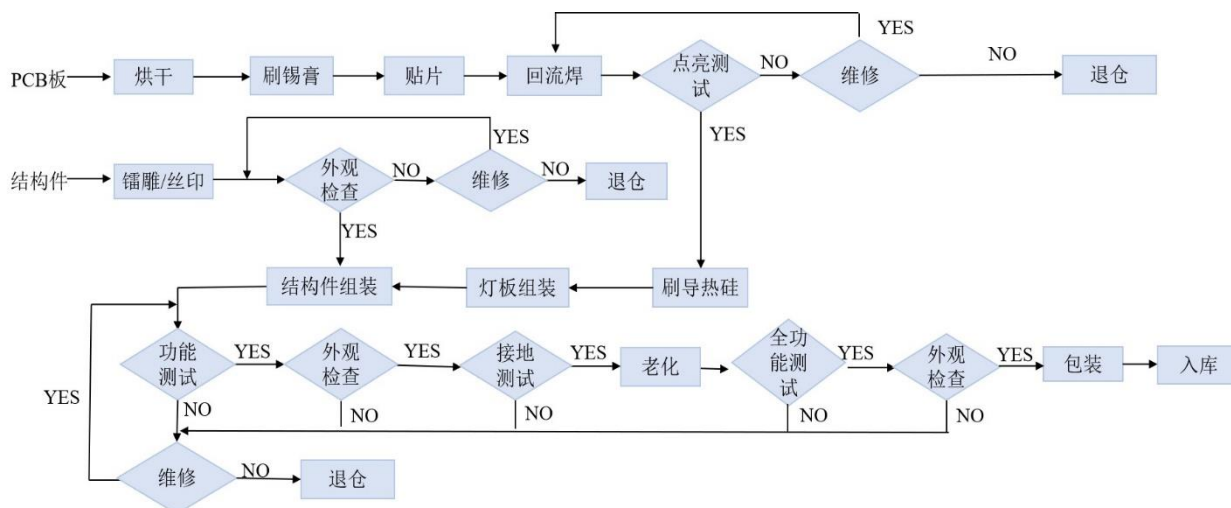 YES
PCB板
烘干
刷锡膏
贴片
回流焊
点亮测
试
NO
维修
NO
退仓
YES
YES
结构件
镭雕/丝印
外观
检查
NO
维修
NO
退仓
YES
结构件组装
灯板组装
刷导热硅
功能
测试
YES
外观
检查
YES
接地
测试
YES
老化
全功
能测
试
YES
外观
检查
YES
包装
入库
YES
NO
NO
NO
NO
NO
维修
NO
退仓